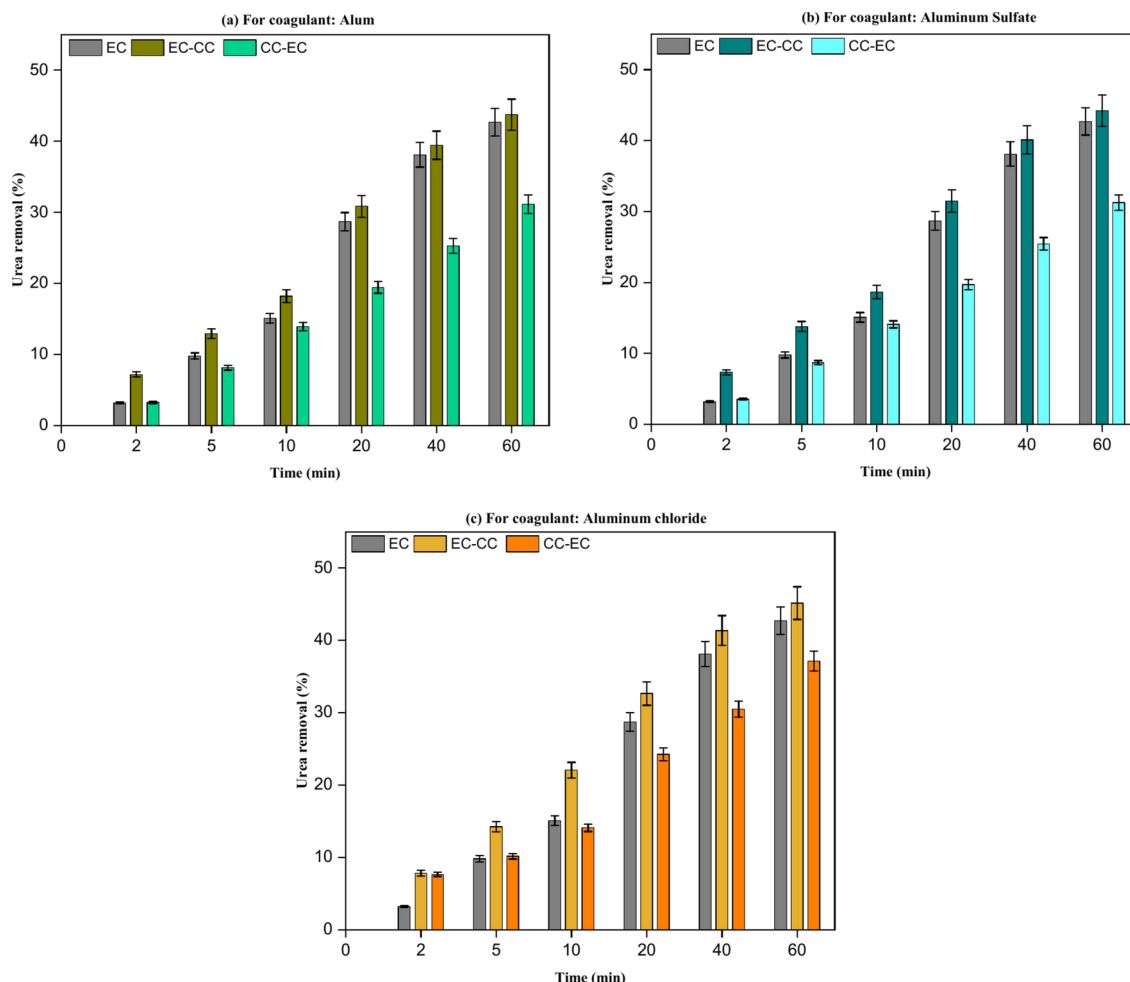 (a) For coagulant: Alum
EC EC-CC CC-EC
50
40
30
20
10
0
Urea removal (%)
0 2 5 10 20 40 60
Time (min)
(b) For coagulant: Aluminum Sulfate
EC EC-CC CC-EC
50
40
30
20
10
0
Urea removal (%)
0 2 5 10 20 40 60
Time (min)
(c) For coagulant: Aluminum chloride
EC EC-CC CC-EC
50
40
30
20
10
0
Urea removal (%)
0 2 5 10 20 40 60
Time (min)